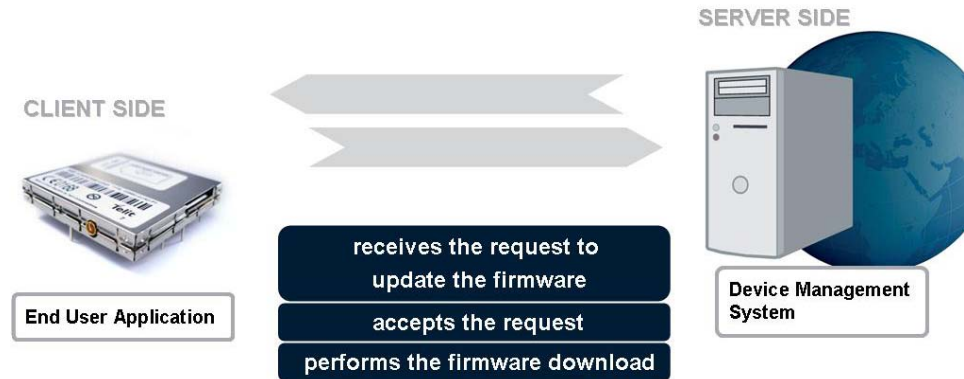 SERVER SIDE
CLIENT SIDE
Telit
receives the request to
update the firmware
accepts the request
performs the firmware download
End User Application
Device Management
System